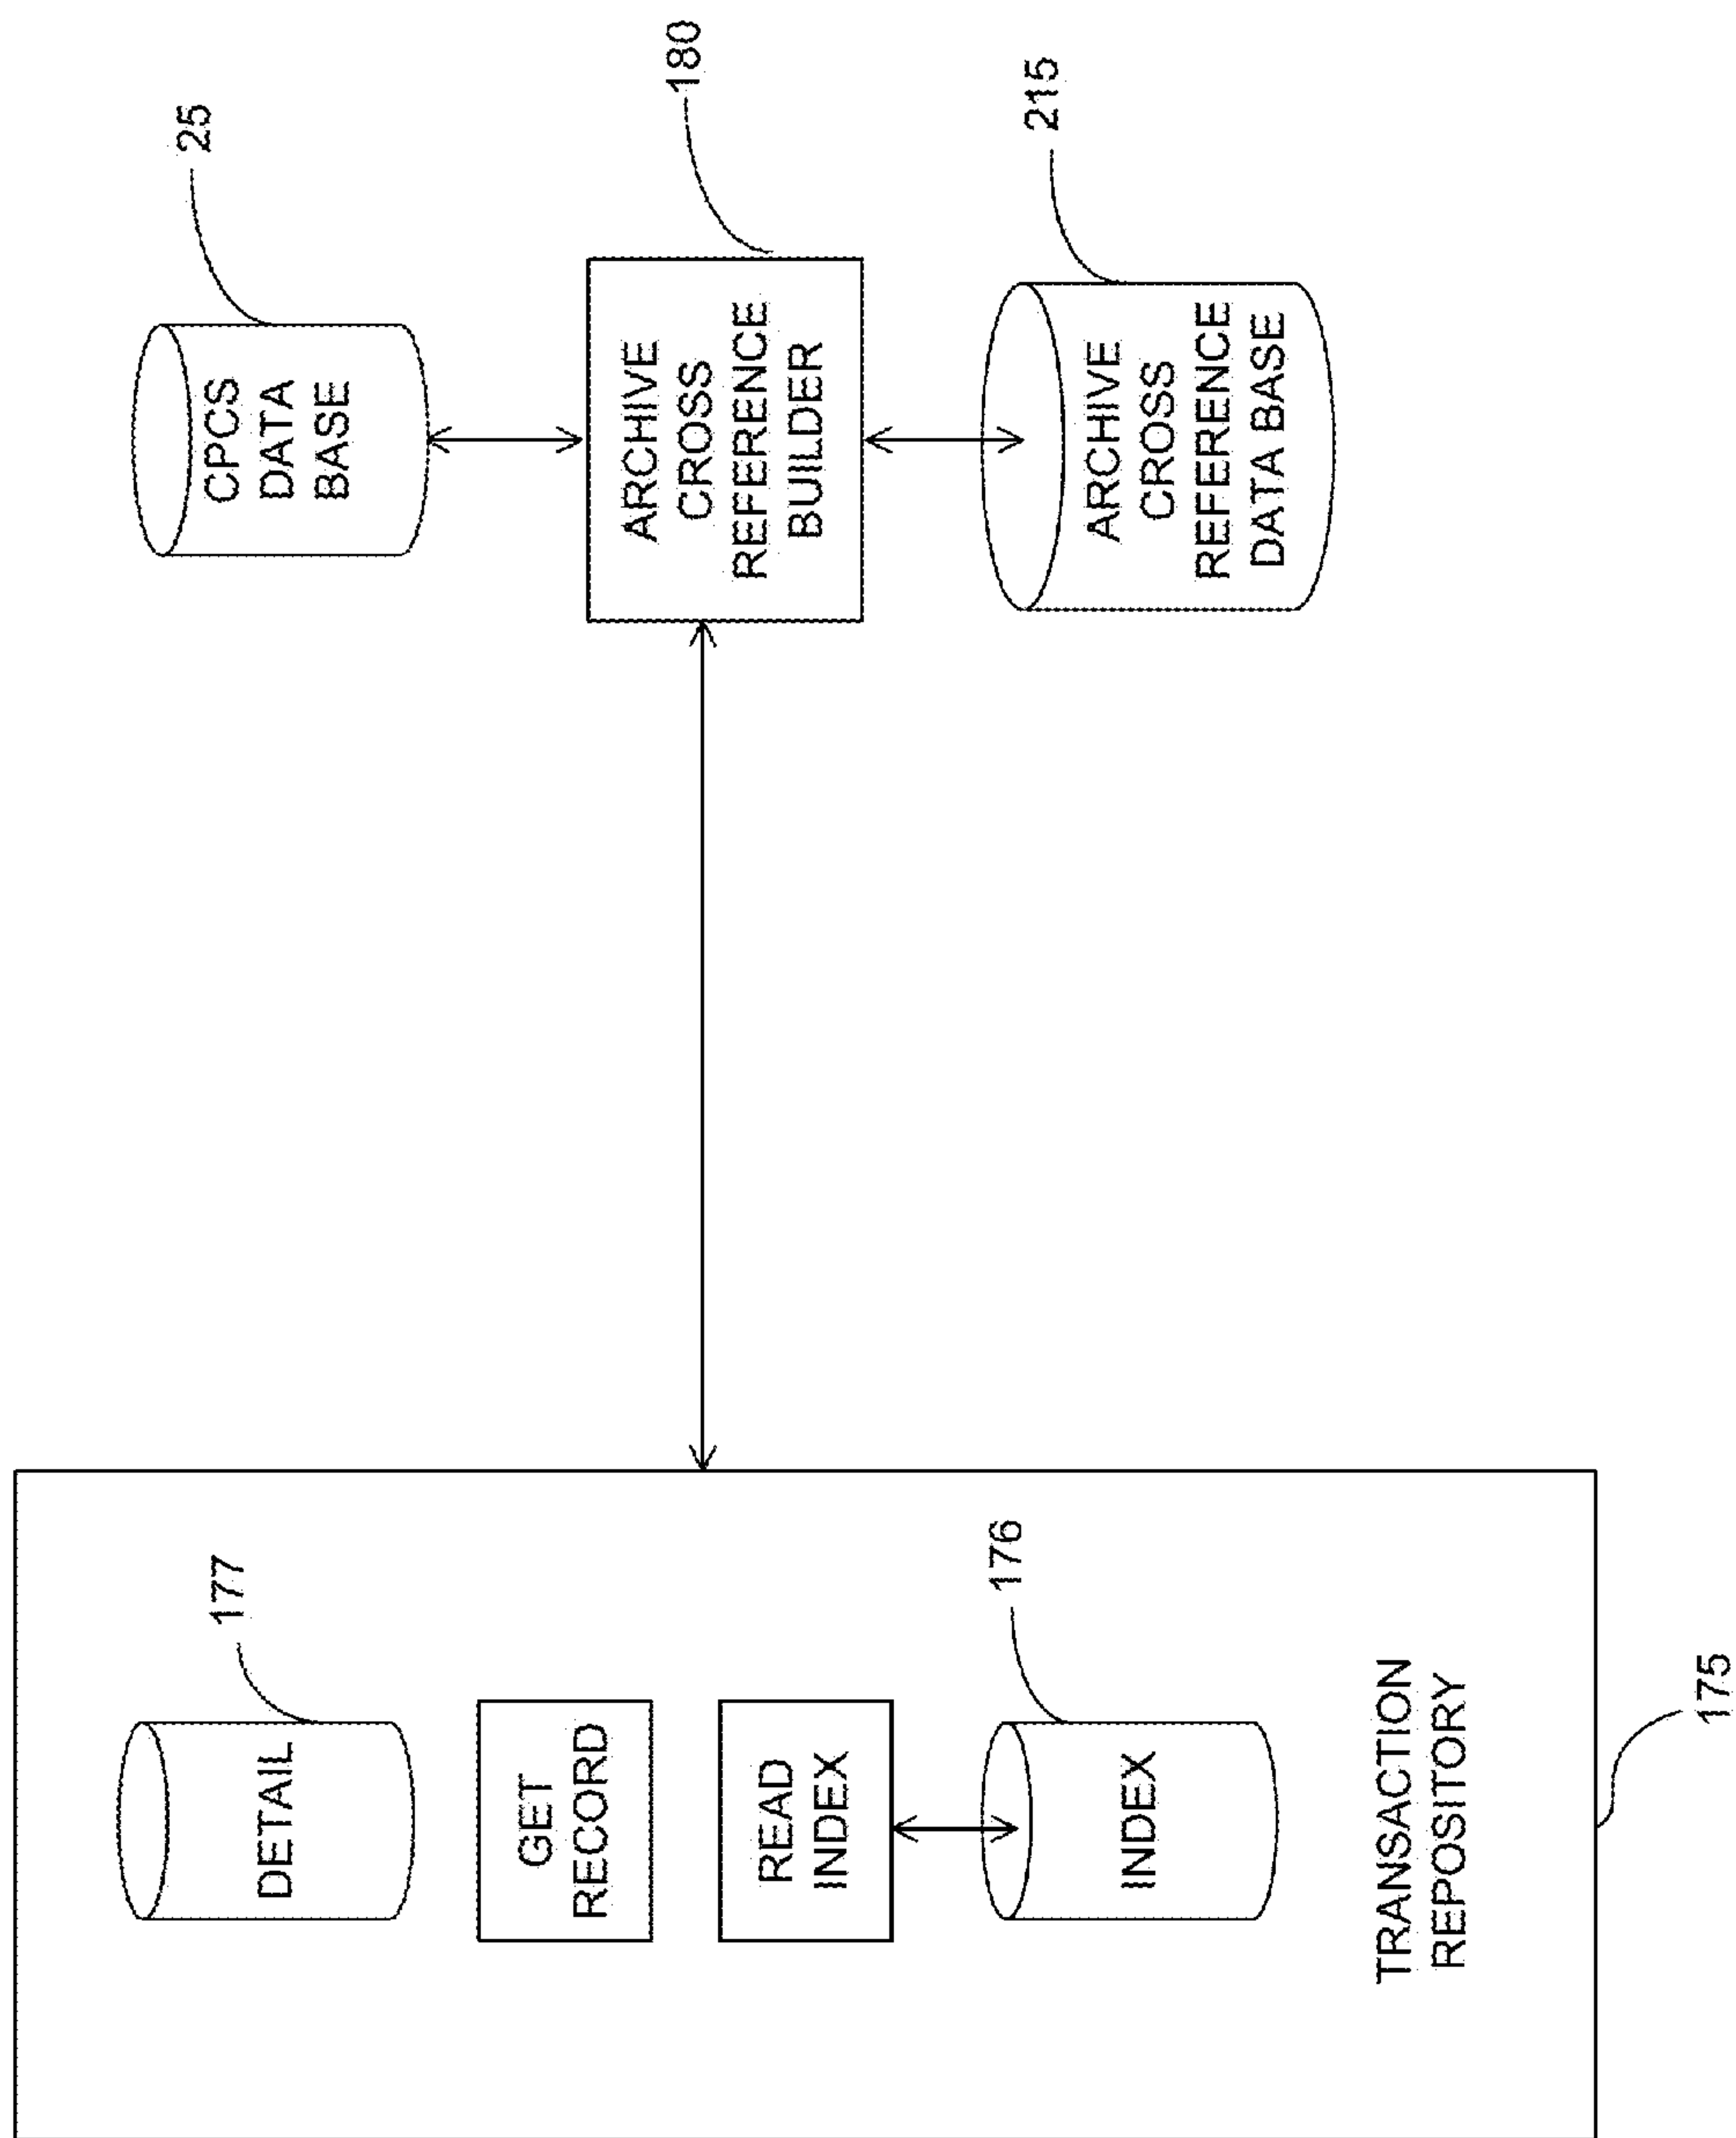 177
DETAIL
GET
RECORD
READ
INDEX
176
INDEX
TRANSACTION
REPOSITORY
175
25
CPCS
DATA
BASE
180
ARCHIVE
CROSS
REFERENCE
BUILDER
215
ARCHIVE
CROSS
REFERENCE
DATA BASE